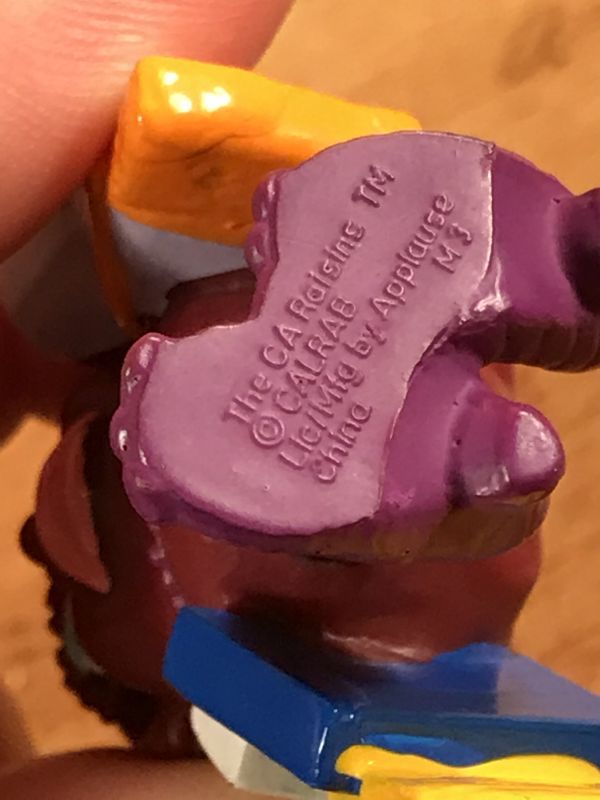 The CA Raisins TM
© CALRAB
Lic/Mfg by Applause
China M3